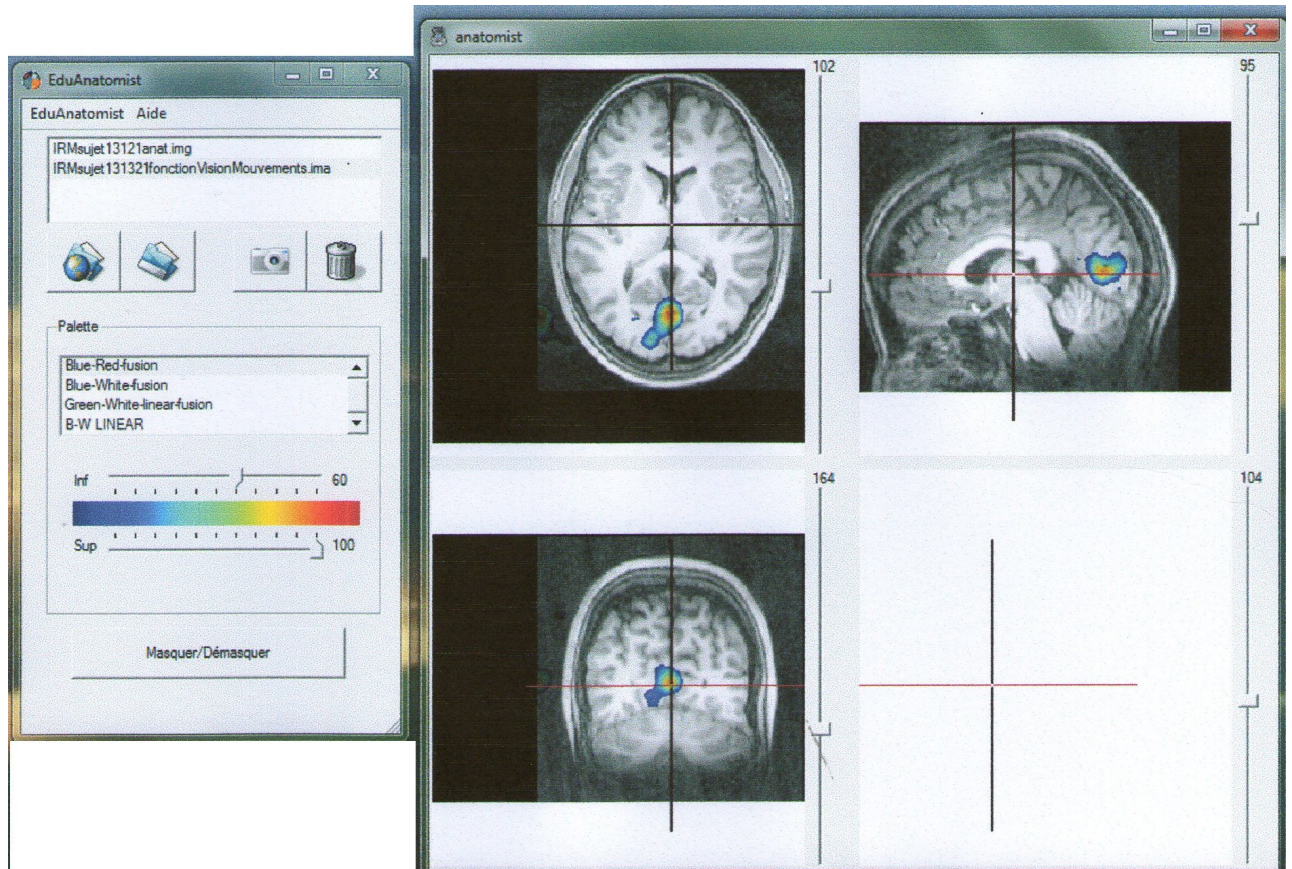 EduAnatomist
EduAnatomist Aide
IRMsujet13121anat.img
IRMsujet131321fonctionVisionMouvements.ima
Palette
Blue-Red-fusion
Blue-White-fusion
Green-White-linear-fusion
B-W LINEAR
Inf 60
Sup 100
Masquer/Démasquer
anatomist
102
95
164
104